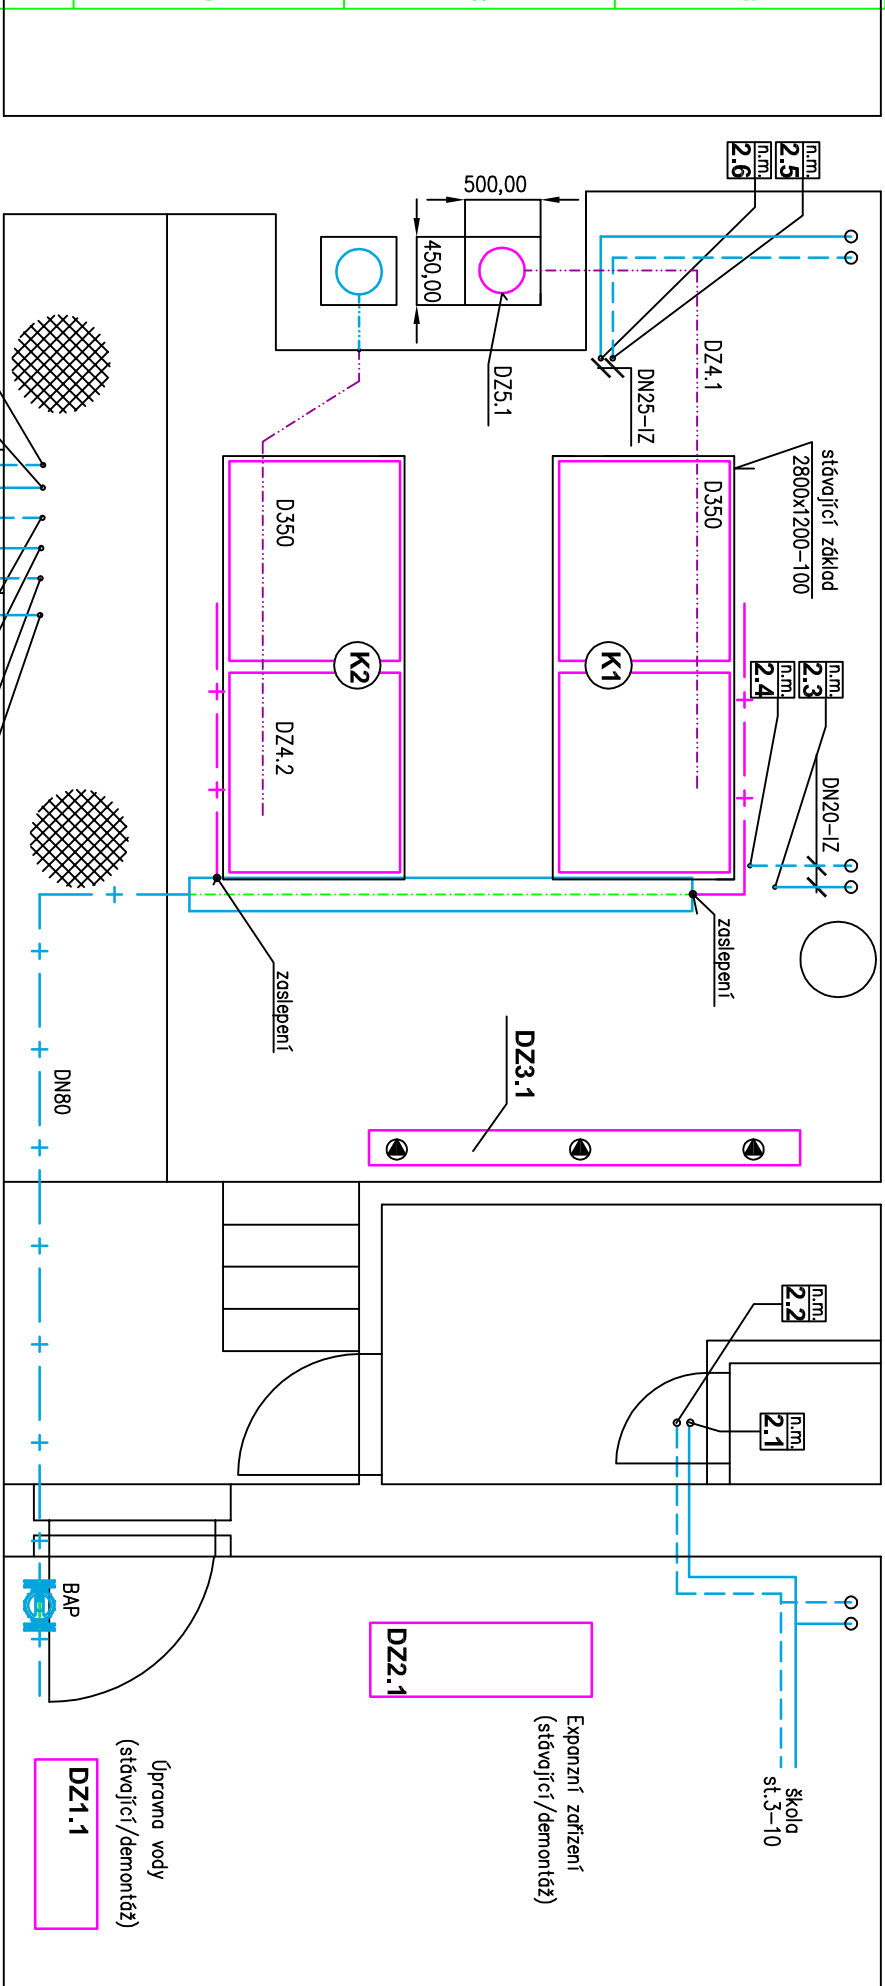 n.m.
2.5
n.m.
2.6
500,00
450,00
DZ5.1
DN25-IZ
DZ4.1
stávající základ
2800x1200-100
D350
D350
K1
K2
DZ4.2
n.m.
2.3
n.m.
2.4
DN20-IZ
zaslepení
zaslepení
DZ3.1
DN80
n.m.
2.2
n.m.
2.1
BAP
DZ2.1
Expanzní zařízení
(stávající/demontáž)
škola
st.3-10
Úpravna vody
(stávající/demontáž)
DZ1.1